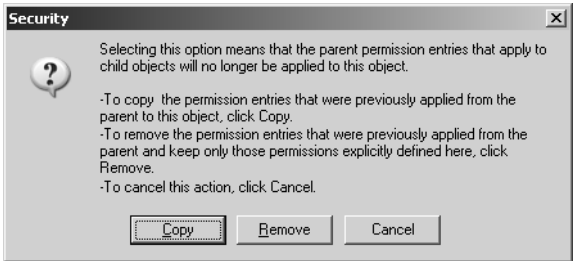 Security
Selecting this option means that the parent permission entries that apply to
child objects will no longer be applied to this object.
-To copy the permission entries that were previously applied from the
parent to this object, click Copy.
-To remove the permission entries that were previously applied from the
parent and keep only those permissions explicitly defined here, click
Remove.
-To cancel this action, click Cancel.
Copy Remove Cancel